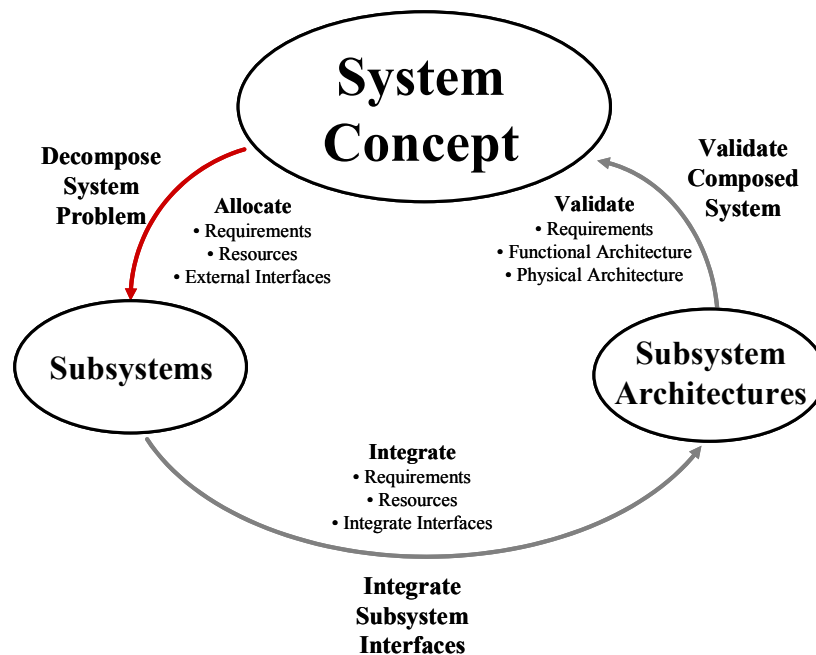 System
Concept
Decompose
System
Problem
Allocate
• Requirements
• Resources
• External Interfaces
Validate
• Requirements
• Functional Architecture
• Physical Architecture
Validate
Composed
System
Subsystems
Subsystem
Architectures
Integrate
• Requirements
• Resources
• Integrate Interfaces
Integrate
Subsystem
Interfaces